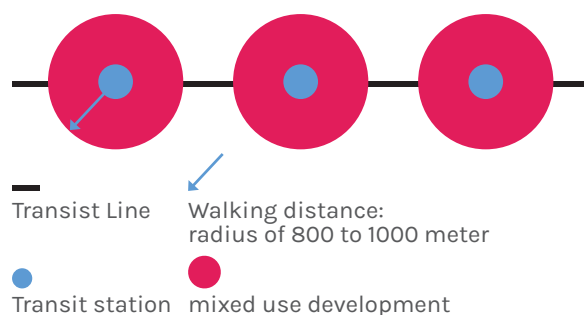 Transist Line
Walking distance:
radius of 800 to 1000 meter
Transit station
mixed use development